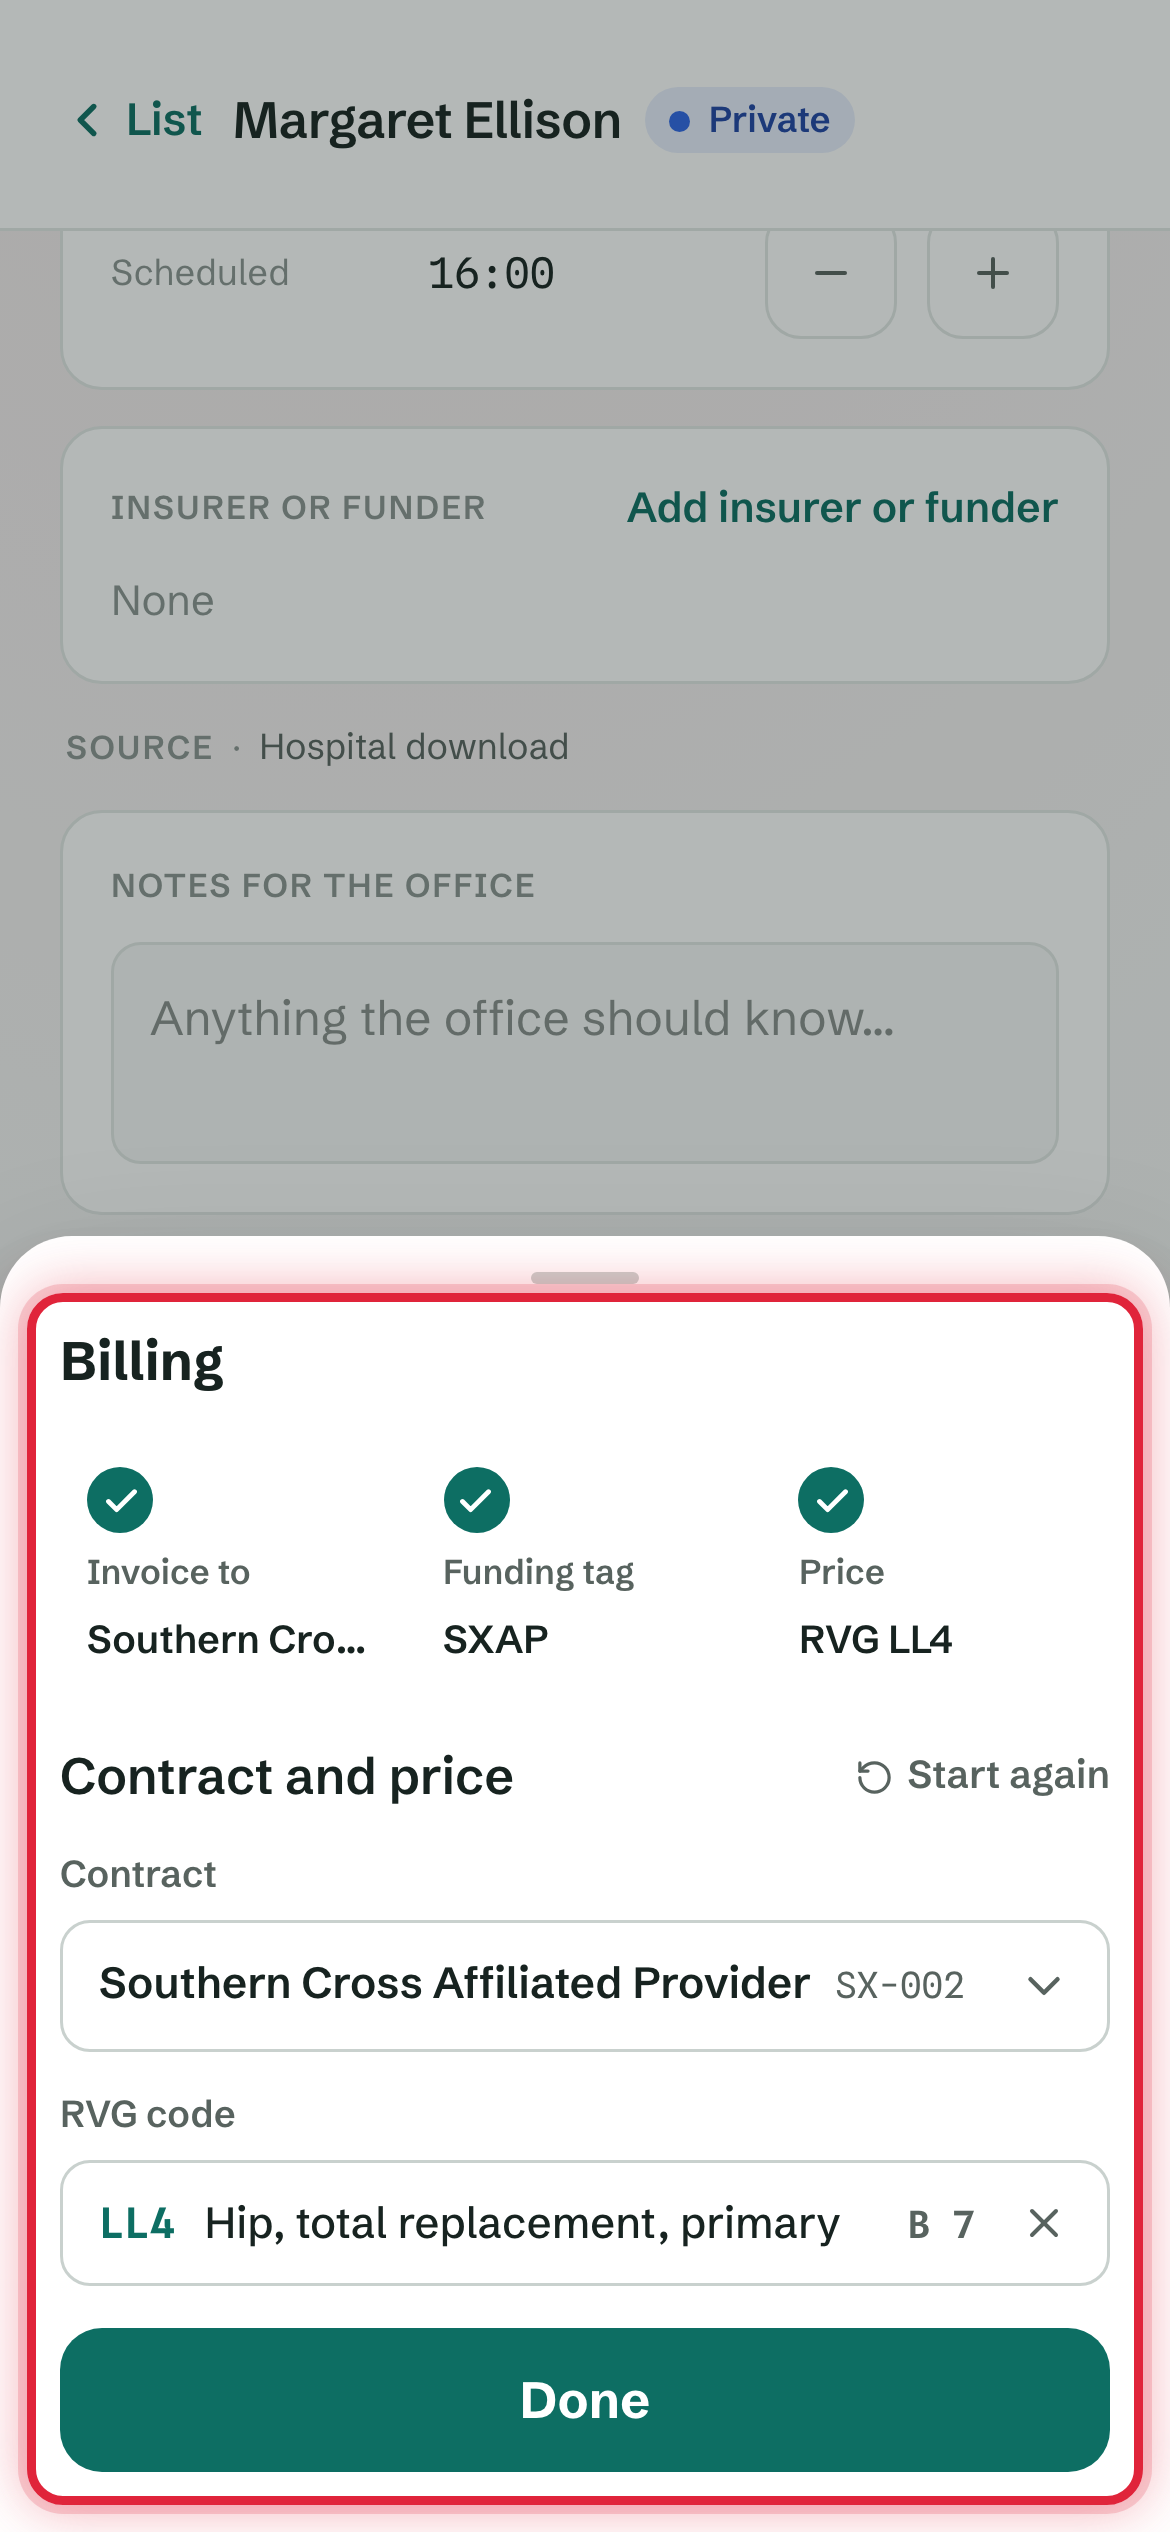 List Margaret Ellison Private
Scheduled 16:00 − +
INSURER OR FUNDER Add insurer or funder
None
SOURCE · Hospital download
NOTES FOR THE OFFICE
Anything the office should know...
Billing
Invoice to Funding tag Price
Southern Cro... SXAP RVG LL4
Contract and price Start again
Contract
Southern Cross Affiliated Provider SX-002
RVG code
LL4 Hip, total replacement, primary B 7
Done